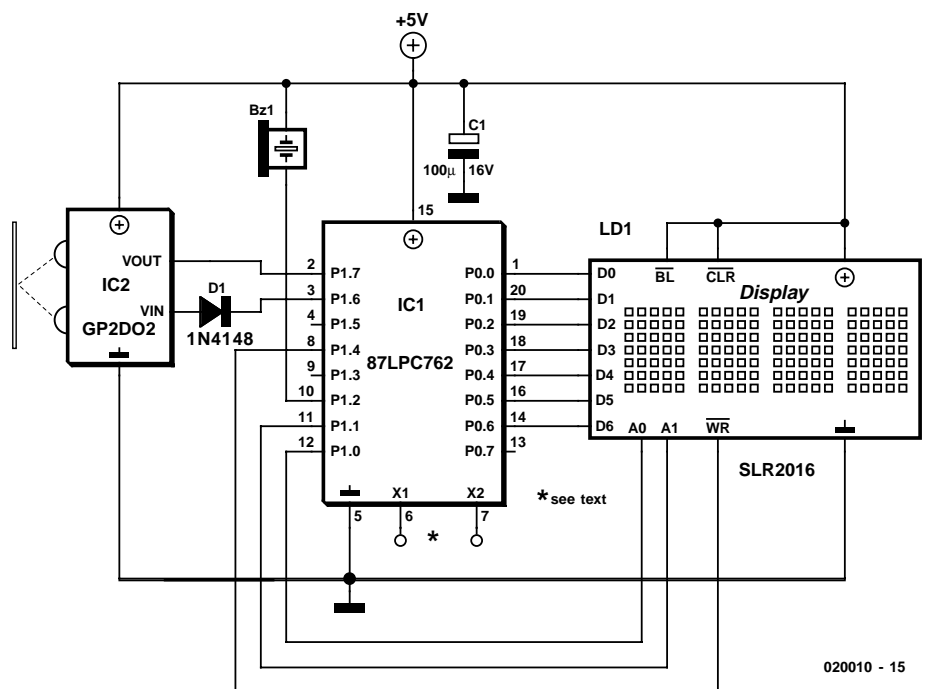 +5V
Bz1
C1
100µ 16V
15
LD1
VOUT
IC2
VIN
GP2DO2
D1
1N4148
2 P1.7
3 P1.6
4 P1.5
8 P1.4
9 P1.3
10 P1.2
11 P1.1
12 P1.0
IC1
87LPC762
P0.0 1
P0.1 20
P0.2 19
P0.3 18
P0.4 17
P0.5 16
P0.6 14
P0.7 13
X1 X2
5 6 7
*
* see text
D0
D1
D2
D3
D4
D5
D6
BL CLR
Display
A0 A1 WR
SLR2016
020010 - 15